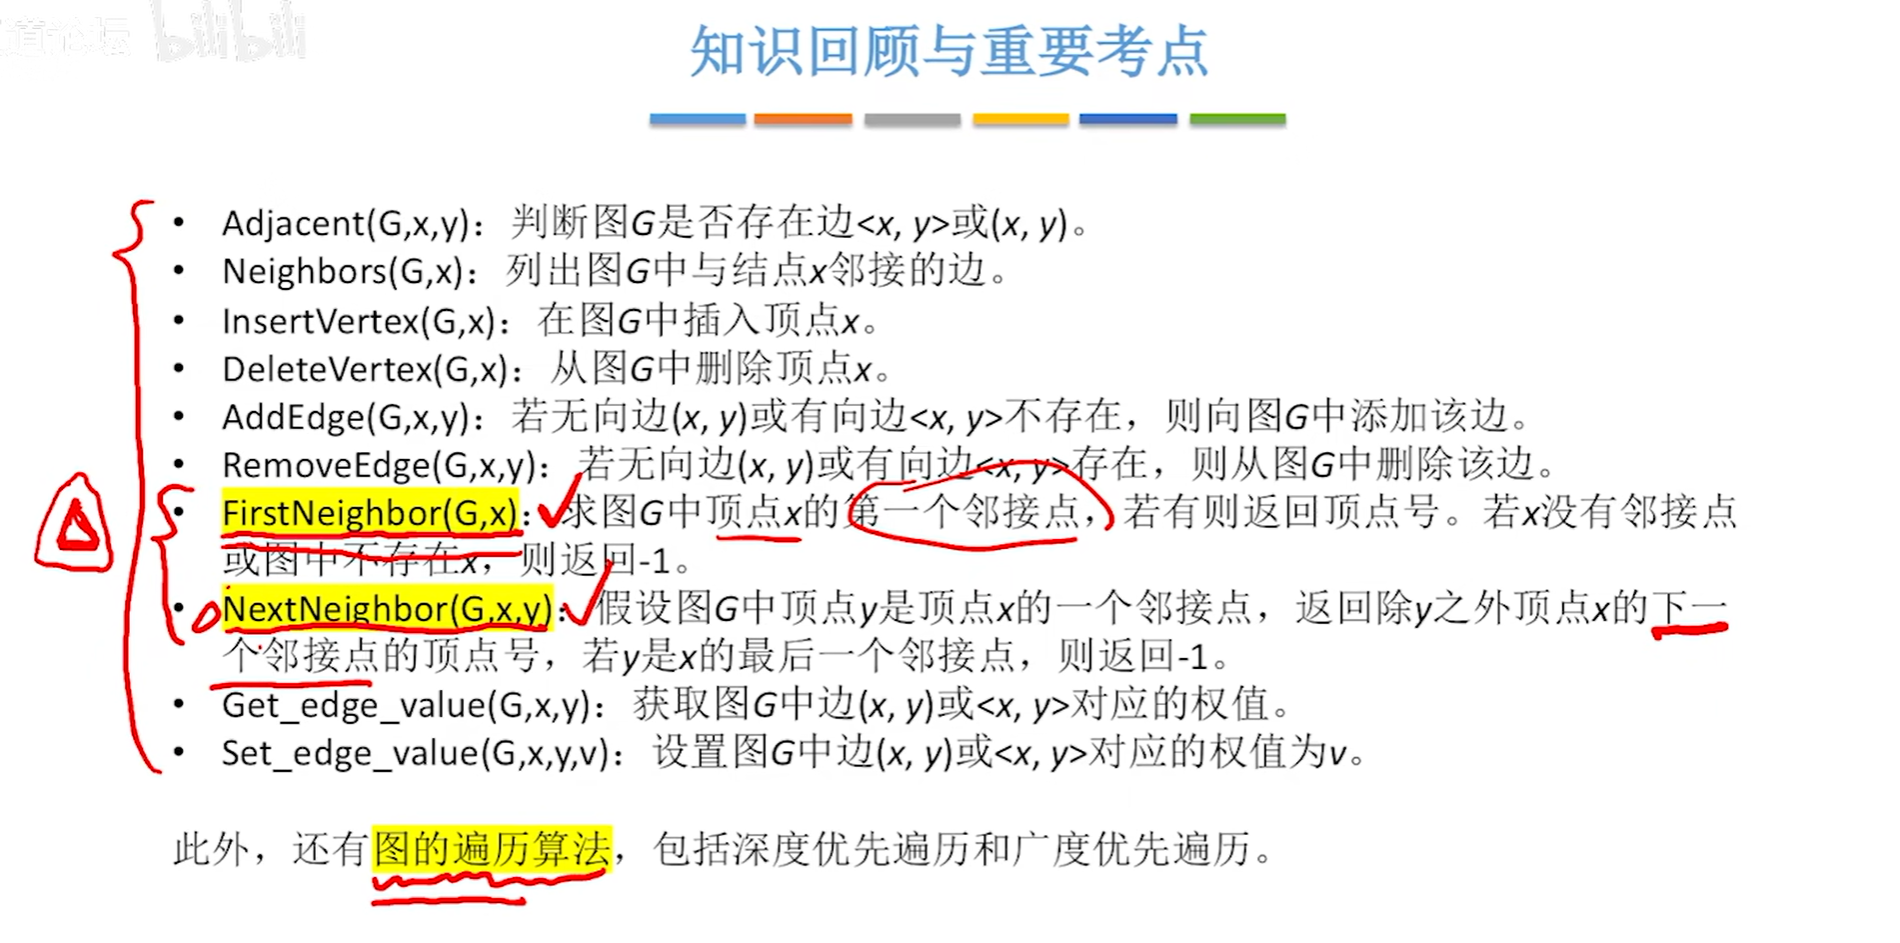 道论坛 bilibili
知识回顾与重要考点
• Adjacent(G,x,y)：判断图G是否存在边<x, y>或(x, y)。
• Neighbors(G,x)：列出图G中与结点x邻接的边。
• InsertVertex(G,x)：在图G中插入顶点x。
• DeleteVertex(G,x)：从图G中删除顶点x。
• AddEdge(G,x,y)：若无向边(x, y)或有向边<x, y>不存在，则向图G中添加该边。
• RemoveEdge(G,x,y)：若无向边(x, y)或有向边<x, y>存在，则从图G中删除该边。
• FirstNeighbor(G,x)：求图G中顶点x的第一个邻接点，若有则返回顶点号。若x没有邻接点
或图中不存在x，则返回-1。
• NextNeighbor(G,x,y)：假设图G中顶点y是顶点x的一个邻接点，返回除y之外顶点x的下一
个邻接点的顶点号，若y是x的最后一个邻接点，则返回-1。
• Get_edge_value(G,x,y)：获取图G中边(x, y)或<x, y>对应的权值。
• Set_edge_value(G,x,y,v)：设置图G中边(x, y)或<x, y>对应的权值为v。
此外，还有图的遍历算法，包括深度优先遍历和广度优先遍历。